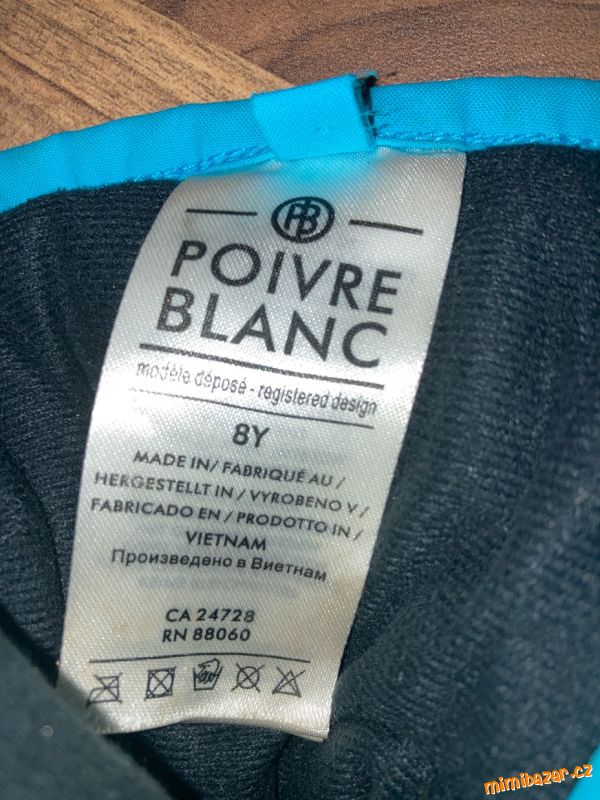 PB
POIVRE
BLANC
modèle déposé - registered design
8Y
MADE IN/ FABRIQUÉ AU /
HERGESTELLT IN / VYROBENO V /
FABRICADO EN / PRODOTTO IN /
VIETNAM
Произведено в Виетнам
CA 24728
RN 88060
mimibazar.cz